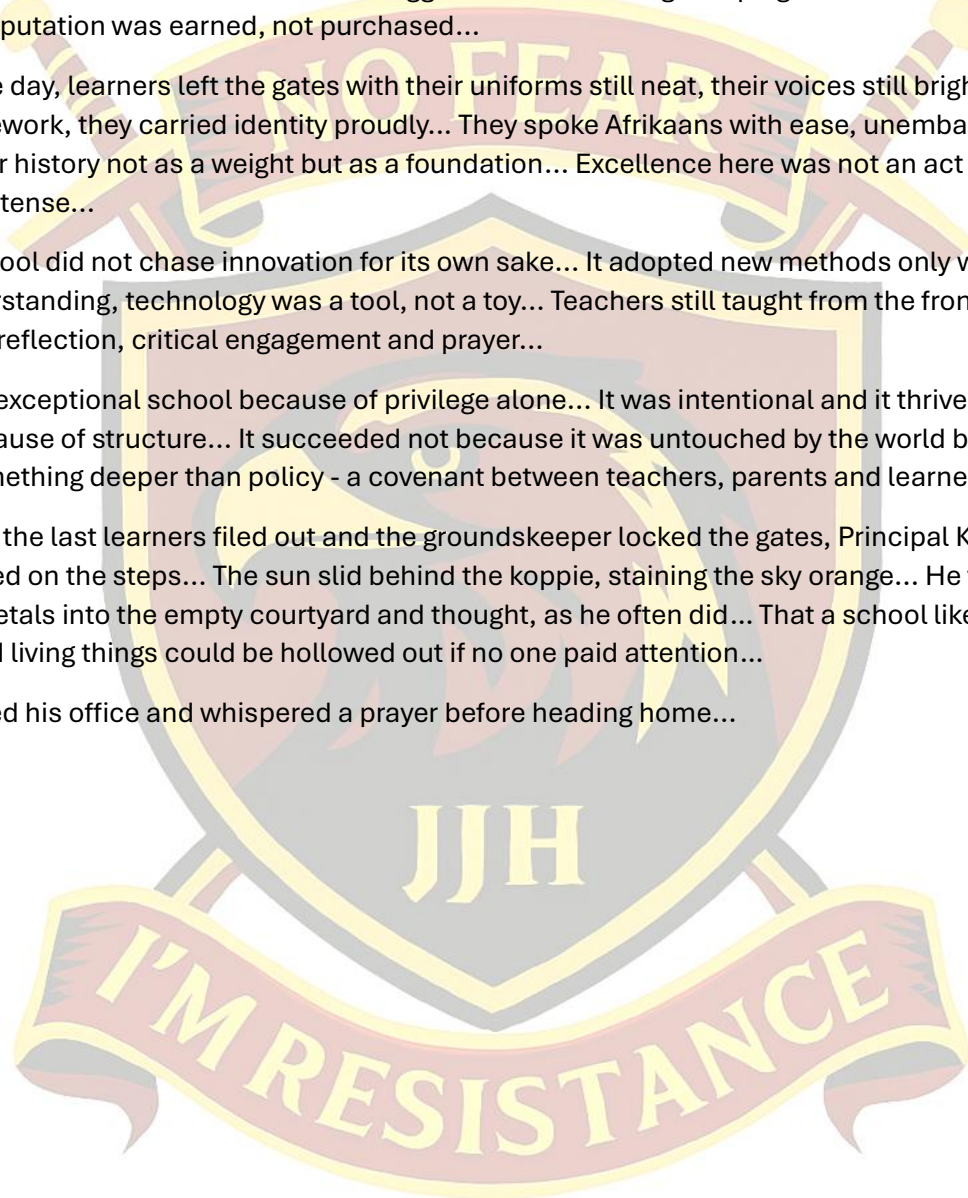 putation was earned, not purchased…
e day, learners left the gates with their uniforms still neat, their voices still brigh
ework, they carried identity proudly… They spoke Afrikaans with ease, unemba
r history not as a weight but as a foundation… Excellence here was not an act
tense…
ool did not chase innovation for its own sake… It adopted new methods only w
rstanding, technology was a tool, not a toy… Teachers still taught from the fron
reflection, critical engagement and prayer…
exceptional school because of privilege alone… It was intentional and it thrive
ause of structure… It succeeded not because it was untouched by the world b
mething deeper than policy - a covenant between teachers, parents and learne
the last learners filed out and the groundskeeper locked the gates, Principal K
ed on the steps… The sun slid behind the koppie, staining the sky orange… He
etals into the empty courtyard and thought, as he often did… That a school like
d living things could be hollowed out if no one paid attention…
ed his office and whispered a prayer before heading home…
NO FEAR
JJH
I'M RESISTANCE